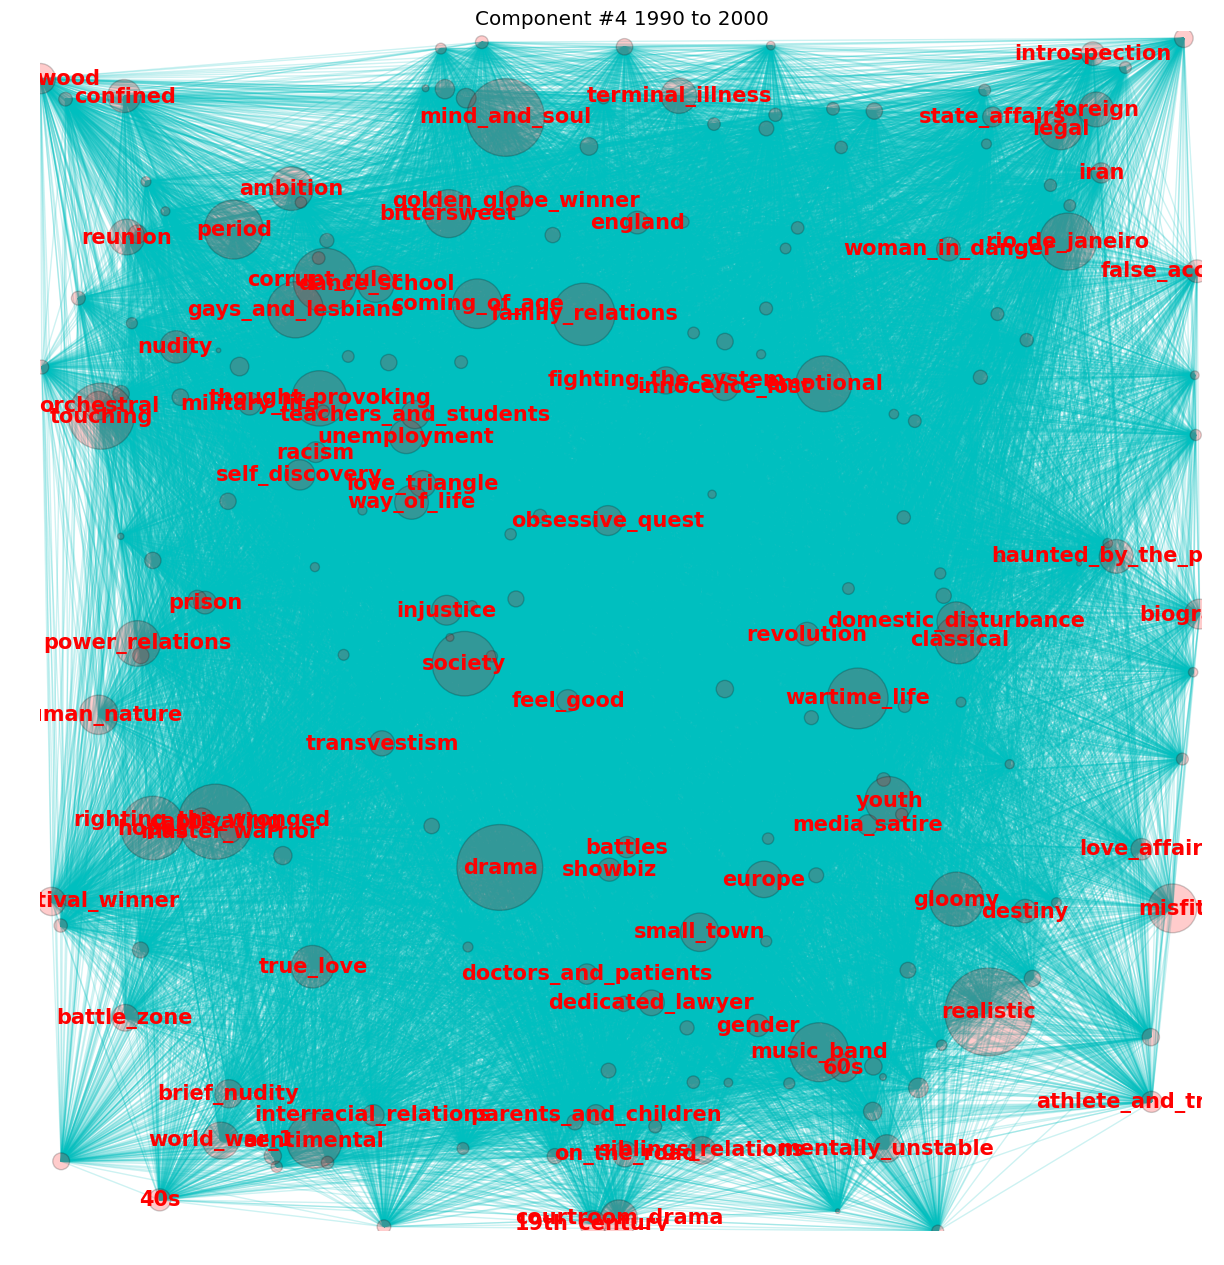 Component #4 1990 to 2000
introspection
wood
confined
terminal_illness
foreign
mind_and_soul
state_affairs
legal
iran
ambition
golden_globe_winner
bittersweet
england
period
reunion
rio_de_janeiro
woman_in_danger
false_acc
corrupt_ruler
dance_school
coming_of_age
gays_and_lesbians
family_relations
nudity
fighting_the_system
emotional
innocence_lost
thought_provoking
orchestral
military_life
touching
teachers_and_students
unemployment
racism
self_discovery
love_triangle
way_of_life
obsessive_quest
haunted_by_the_p
prison
injustice
biogr
domestic_disturbance
revolution
classical
power_relations
society
wartime_life
feel_good
uman_nature
transvestism
youth
righting_the_wronged
captivating
media_satire
master_warrior
battles
love_affair
drama
showbiz
europe
tival_winner
gloomy
misfit
destiny
small_town
true_love
doctors_and_patients
dedicated_lawyer
realistic
battle_zone
gender
music_band
60s
brief_nudity
athlete_and_tr
interracial_relations
parents_and_children
world_war_1
sentimental
siblings_relations
mentally_unstable
on_the_road
40s
courtroom_drama
19th_century